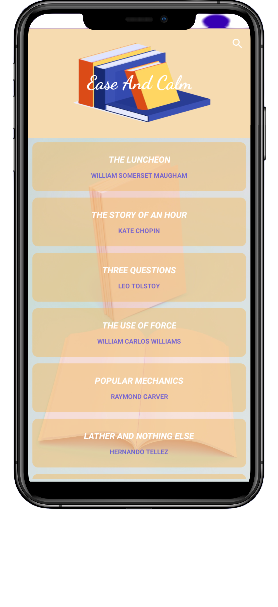 Ease And Calm
THE LUNCHEON
WILLIAM SOMERSET MAUGHAM
THE STORY OF AN HOUR
KATE CHOPIN
THREE QUESTIONS
LEO TOLSTOY
THE USE OF FORCE
WILLIAM CARLOS WILLIAMS
POPULAR MECHANICS
RAYMOND CARVER
LATHER AND NOTHING ELSE
HERNANDO TELLEZ